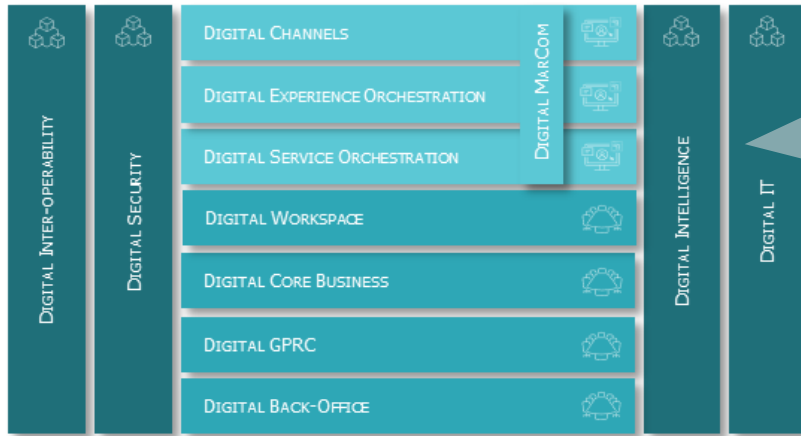 Digital Inter-operability
Digital Security
Digital Channels
Digital Experience Orchestration
Digital Service Orchestration
Digital MarCom
Digital Workspace
Digital Core Business
Digital GPRC
Digital Back-Office
Digital Intelligence
Digital IT